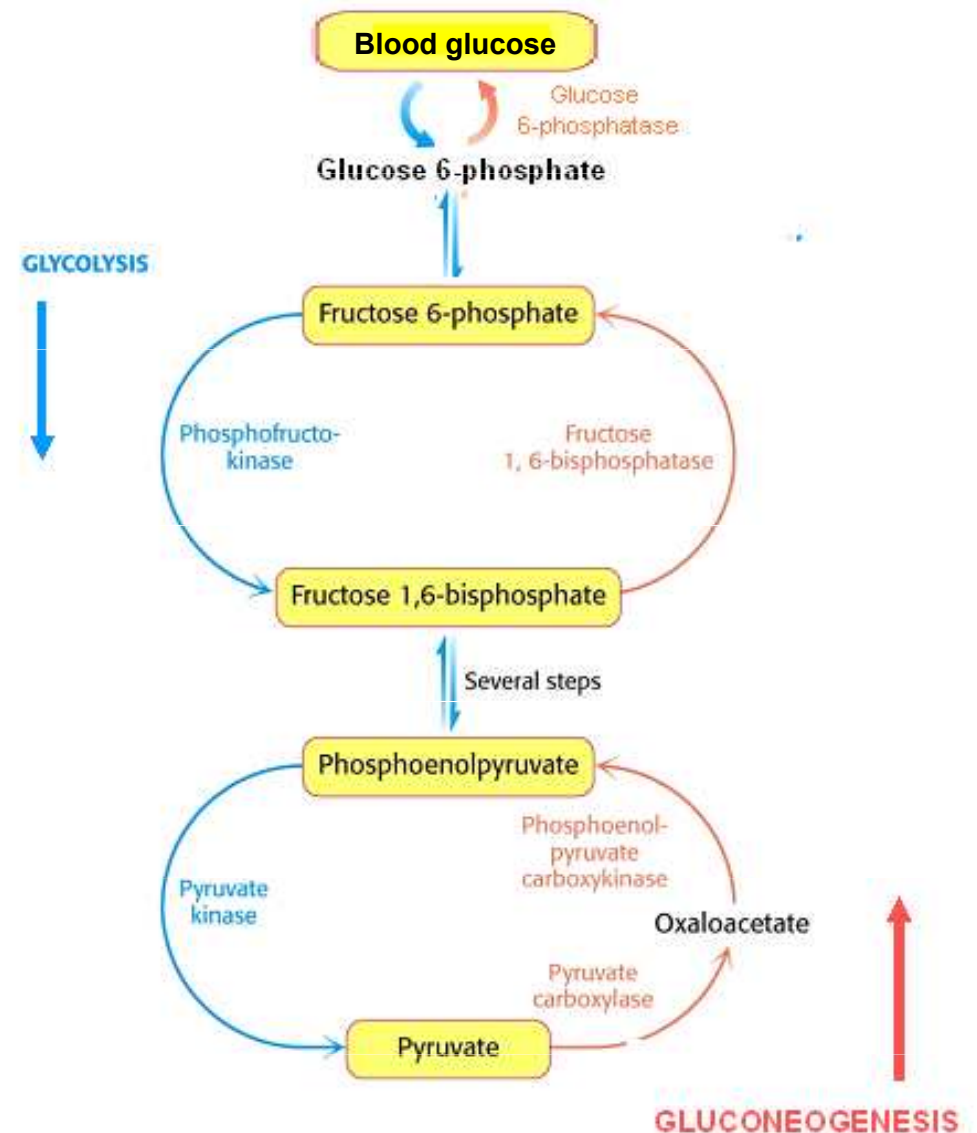 Blood glucose
Glucose
6-phosphatase
Glucose 6-phosphate
GLYCOLYSIS
Fructose 6-phosphate
Phosphofructo-
kinase
Fructose
1, 6-bisphosphatase
Fructose 1,6-bisphosphate
Several steps
Phosphoenolpyruvate
Phosphoenol-
pyruvate
carboxykinase
Pyruvate
kinase
Oxaloacetate
Pyruvate
carboxylase
Pyruvate
GLUCONEOGENESIS